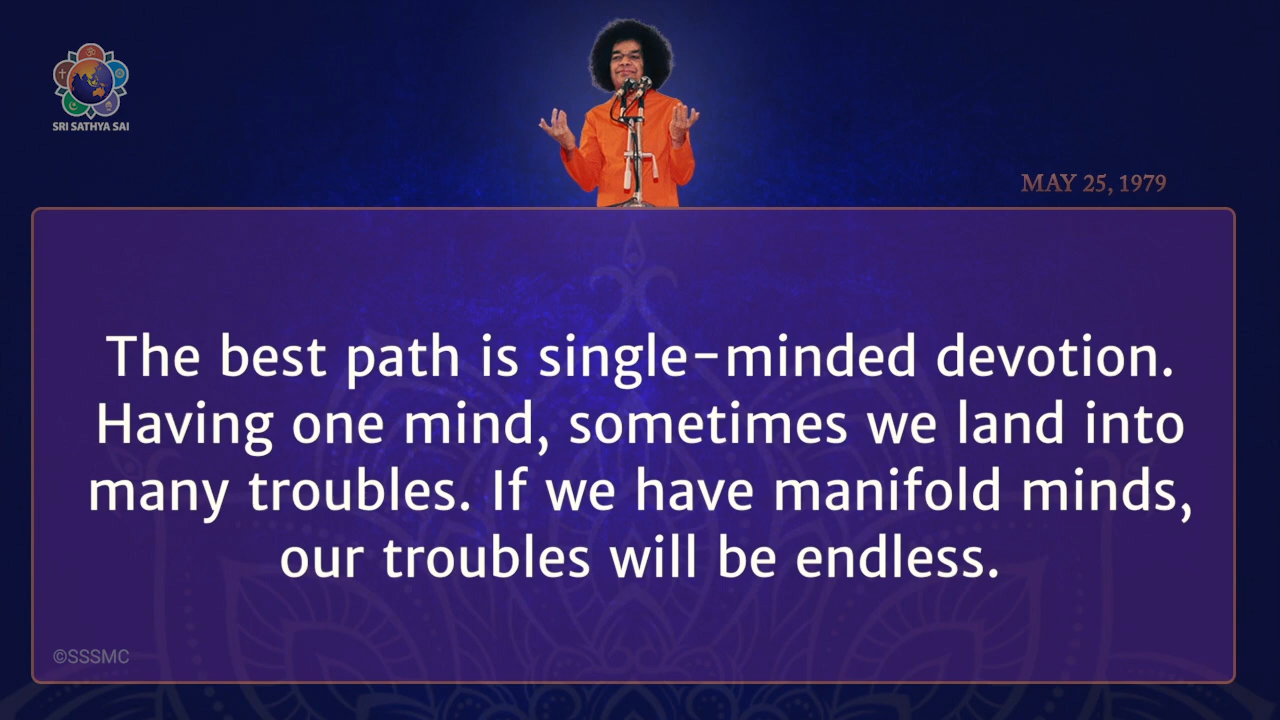 SRI SATHYA SAI
MAY 25, 1979
The best path is single-minded devotion.
Having one mind, sometimes we land into
many troubles. If we have manifold minds,
our troubles will be endless.
©SSSMC